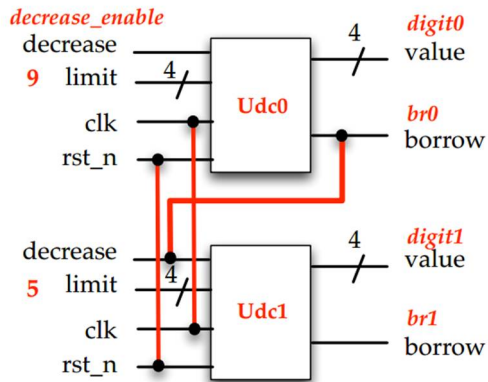 decrease_enable
decrease
9 limit 4
clk
rst_n
Udc0
4 digit0
value
br0
borrow
decrease
5 limit 4
clk
rst_n
Udc1
4 digit1
value
br1
borrow